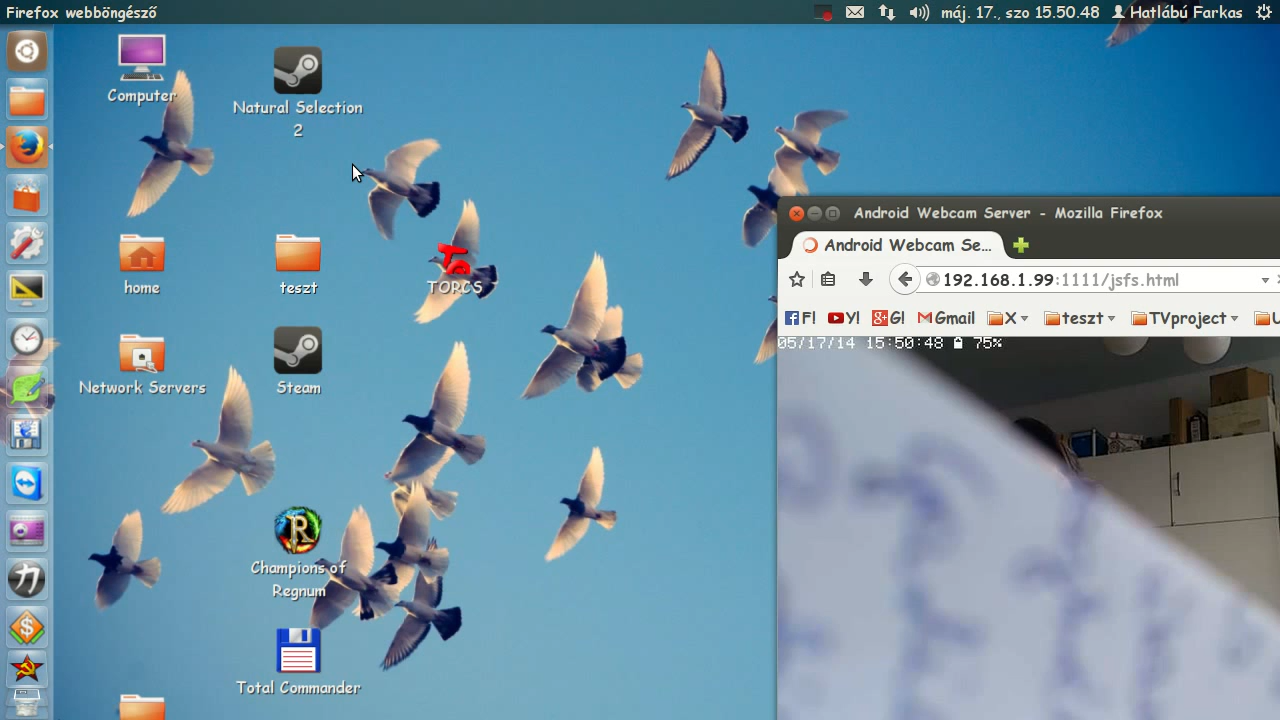 Firefox webböngésző
máj. 17., szo 15.50.48
Hatlábú Farkas
Computer
Natural Selection
2
home
teszt
TORCS
Network Servers
Steam
Champions of
Regnum
Total Commander
Android Webcam Server - Mozilla Firefox
Android Webcam Se...
192.168.1.99:1111/jsfs.html
F!
Y!
G!
Gmail
X
teszt
TVproject
05/17/14 15:50:48 75%